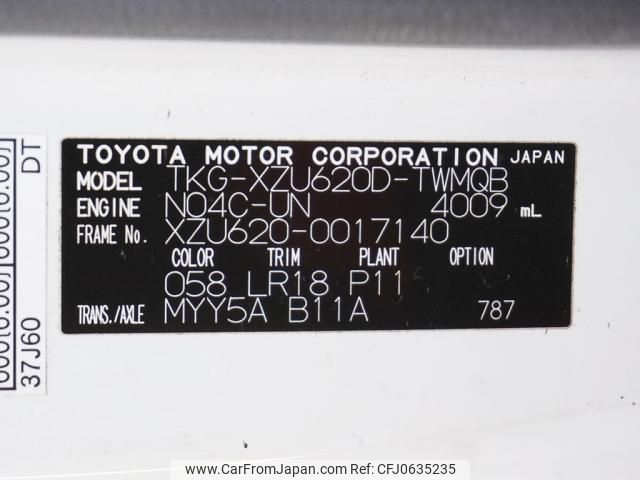 TOYOTA MOTOR CORPORATION JAPAN
MODEL TKG-XZU620D-TWMQB
ENGINE N04C-UN 4009 mL
FRAME No. XZU620-0017140
COLOR TRIM PLANT OPTION
058 LR18 P11
TRANS./AXLE MYY5A B11A 787
DT
37J60
www.CarFromJapan.com @CarFromJapan CFJ0635235